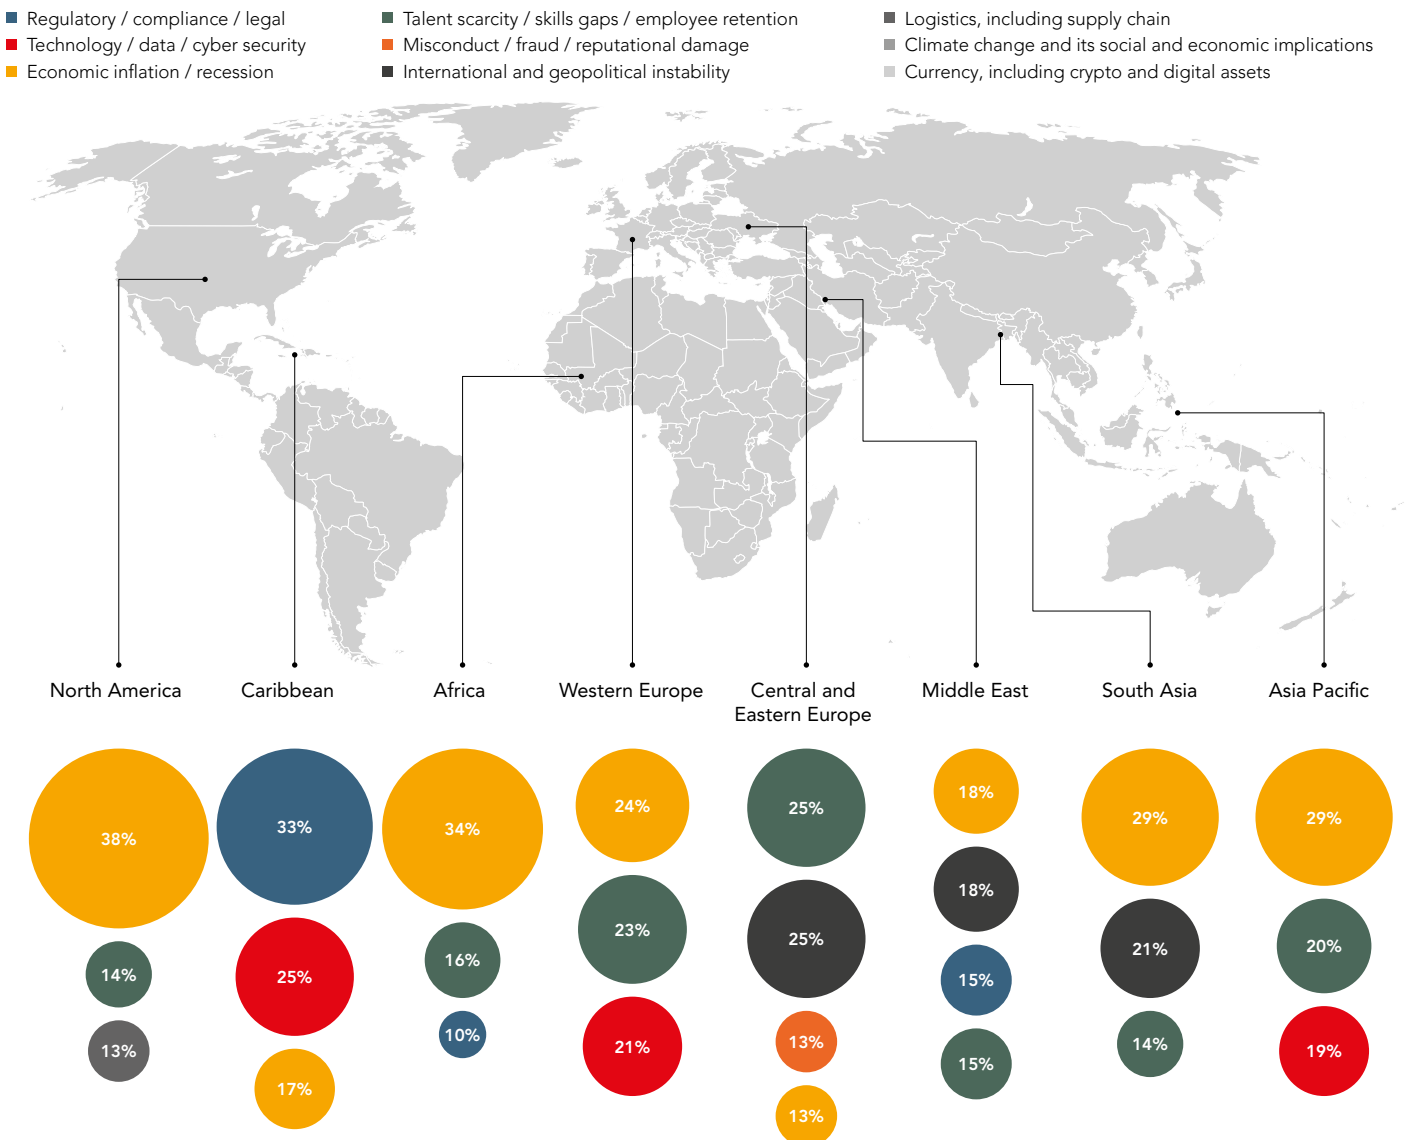 Regulatory / compliance / legal
Technology / data / cyber security
Economic inflation / recession
Talent scarcity / skills gaps / employee retention
Misconduct / fraud / reputational damage
International and geopolitical instability
Logistics, including supply chain
Climate change and its social and economic implications
Currency, including crypto and digital assets
North America
38%
14%
13%
Caribbean
33%
25%
17%
Africa
34%
16%
10%
Western Europe
24%
23%
21%
Central and
Eastern Europe
25%
25%
13%
13%
Middle East
18%
18%
15%
15%
South Asia
29%
21%
14%
Asia Pacific
29%
20%
19%